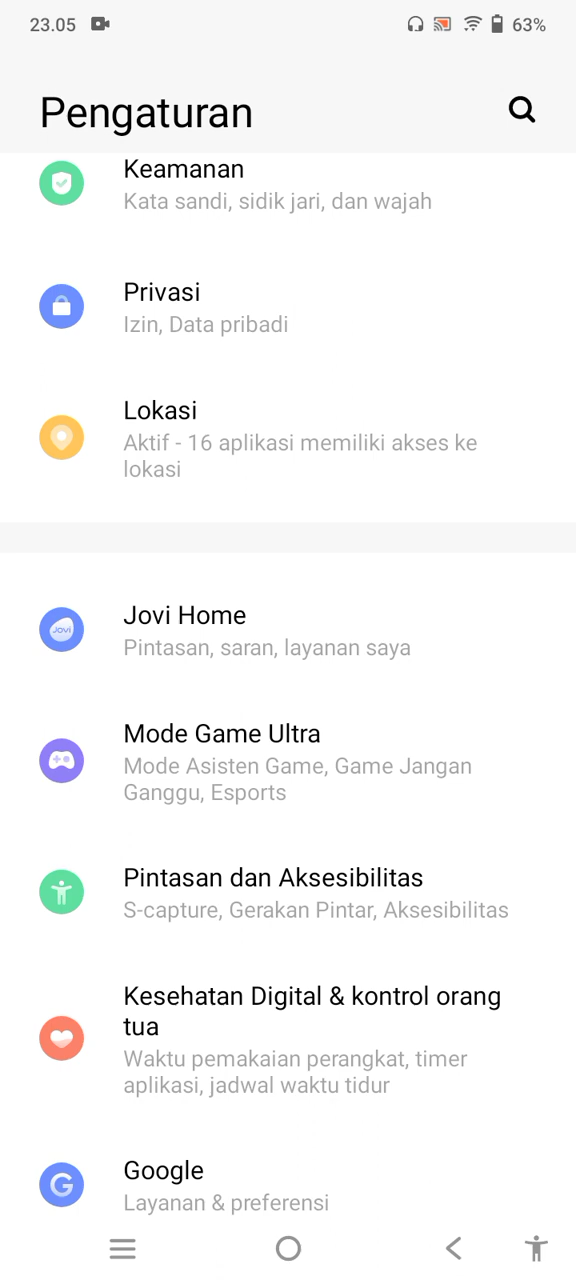 23.05
63%
Pengaturan
Keamanan
Kata sandi, sidik jari, dan wajah
Privasi
Izin, Data pribadi
Lokasi
Aktif - 16 aplikasi memiliki akses ke
lokasi
Jovi
Jovi Home
Pintasan, saran, layanan saya
Mode Game Ultra
Mode Asisten Game, Game Jangan
Ganggu, Esports
Pintasan dan Aksesibilitas
S-capture, Gerakan Pintar, Aksesibilitas
Kesehatan Digital & kontrol orang
tua
Waktu pemakaian perangkat, timer
aplikasi, jadwal waktu tidur
G
Google
Layanan & preferensi